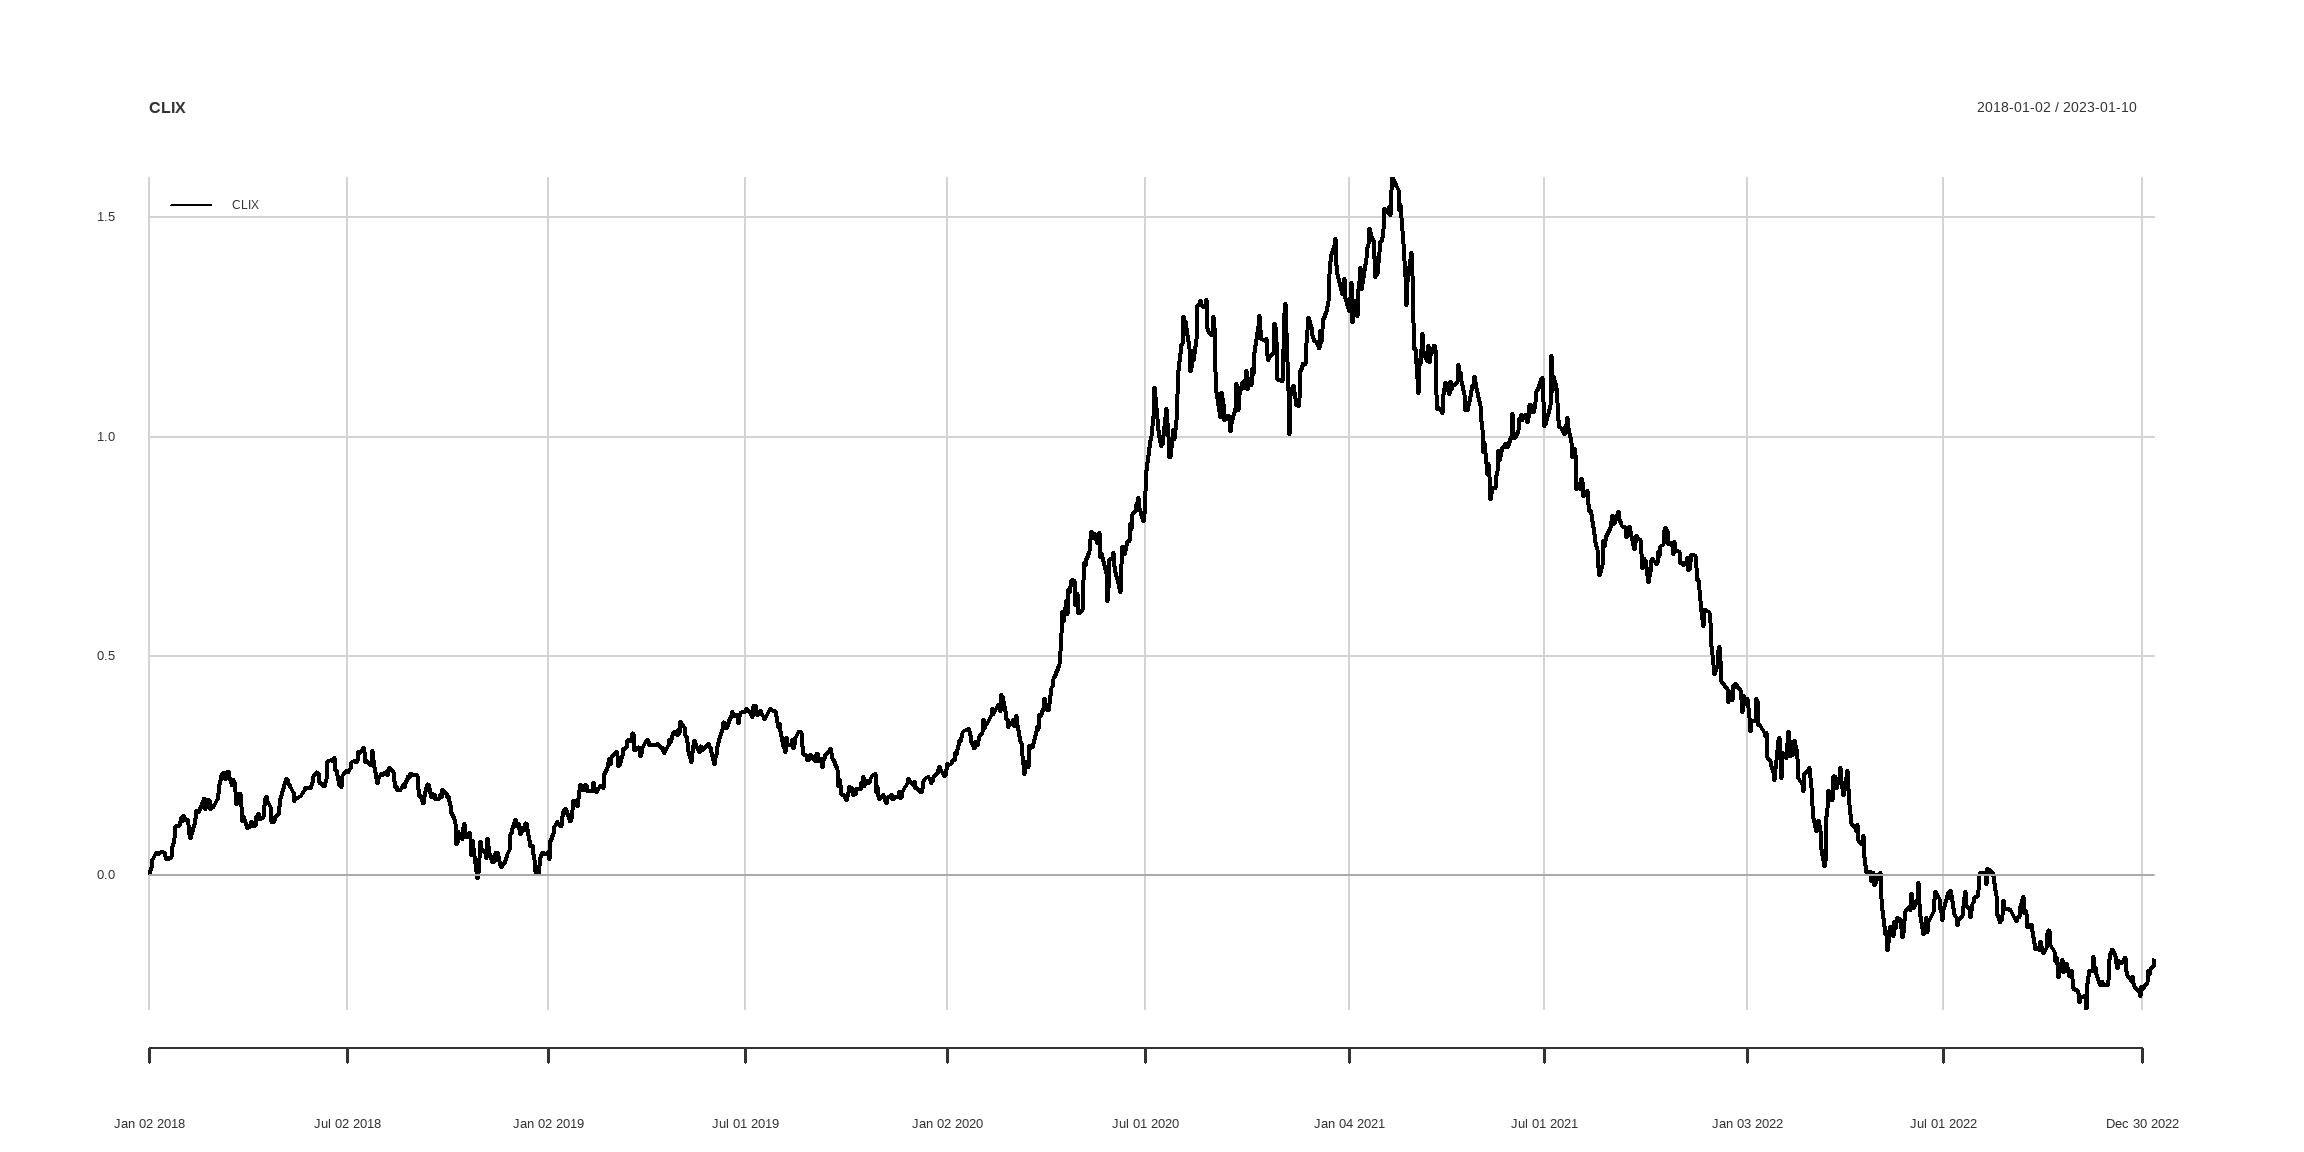 CLIX
2018-01-02 / 2023-01-10
CLIX
1.5
1.0
0.5
0.0
Jan 02 2018
Jul 02 2018
Jan 02 2019
Jul 01 2019
Jan 02 2020
Jul 01 2020
Jan 04 2021
Jul 01 2021
Jan 03 2022
Jul 01 2022
Dec 30 2022